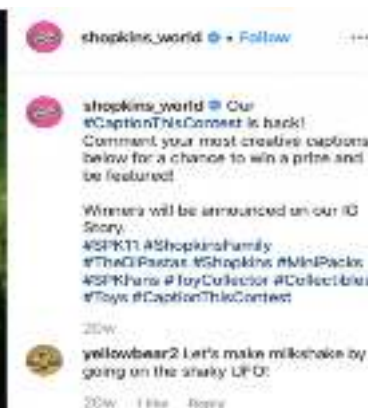 shopkins_world • Follow
shopkins_world Our
#CaptionThisContest is back!
Comment your most creative captions
below for a chance to win a prize and
be featured!
Winners will be announced on our IG
Story.
#SPK11 #Shopkinsfamily
#TheOlPastas #Shopkins #MiniPacks
#SPKfans #ToyCollector #Collectibles
#Toys #CaptionThisContest
20w
yellowbear2 Let's make milkshake by
going on the shaky UFO!
20w 1 like Reply